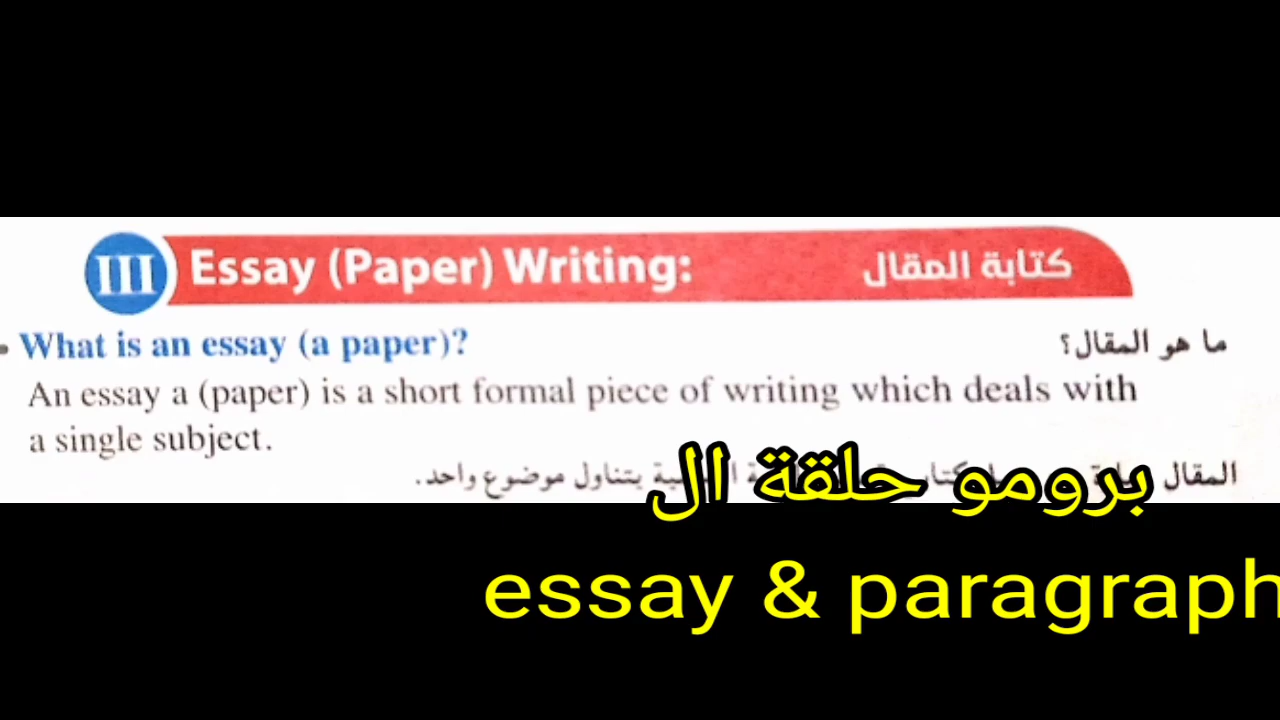 III Essay (Paper) Writing: كتابة المقال
• What is an essay (a paper)? ما هو المقال؟
An essay a (paper) is a short formal piece of writing which deals with
a single subject.
المقال يتناول موضوع واحد.
برومو حلقة ال
essay & paragraph